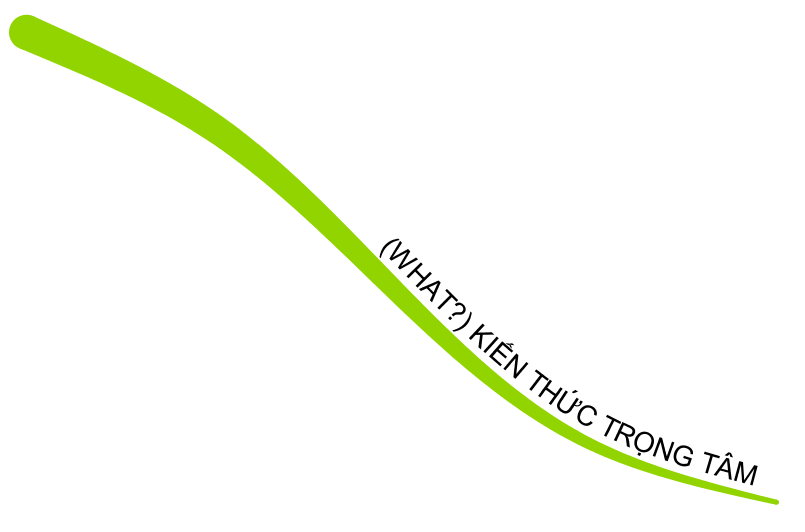 (WHAT?) KIẾN THỨC TRỌNG TÂM